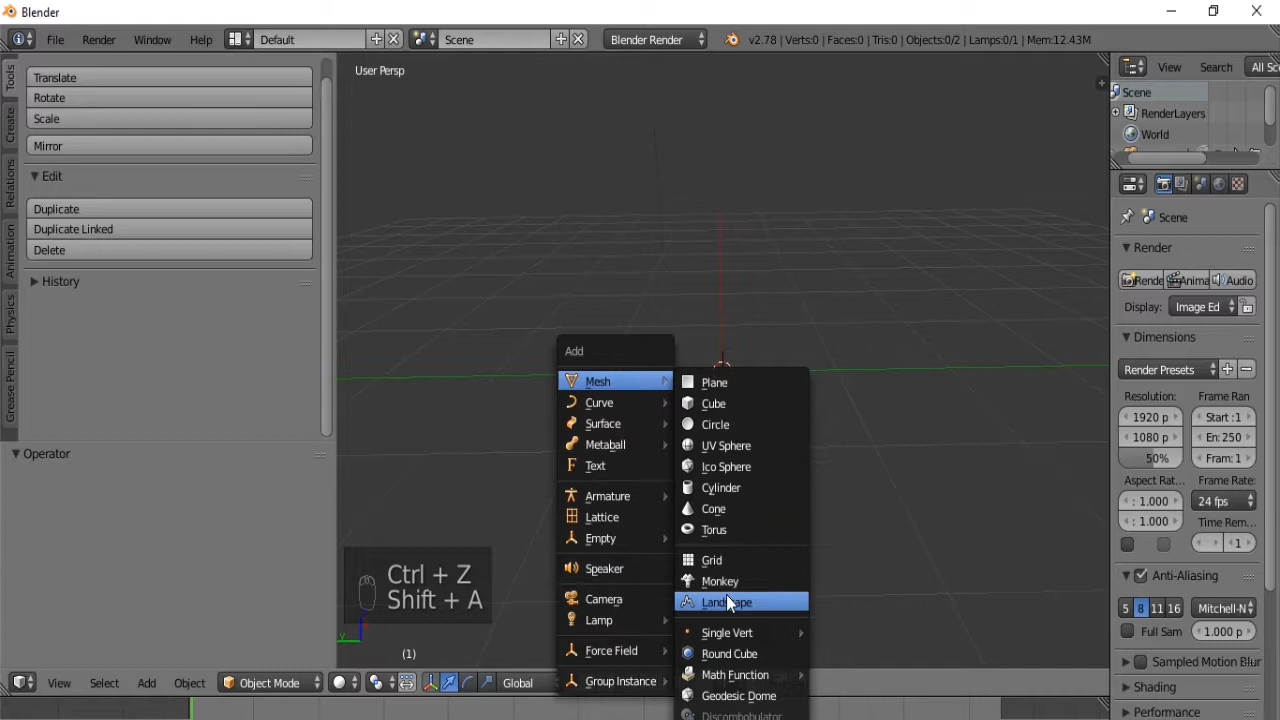 Blender
File Render Window Help Default Scene Blender Render v2.78 | Verts:0 | Faces:0 | Tris:0 | Objects:0/2 | Lamps:0/1 | Mem:12.43M
Tools
Create
Relations
Animation
Physics
Grease Pencil
Translate
Rotate
Scale
Mirror
Edit
Duplicate
Duplicate Linked
Delete
History
Operator
User Persp
Add
Mesh
Curve
Surface
Metaball
Text
Armature
Lattice
Empty
Speaker
Camera
Lamp
Force Field
Group Instance
Plane
Cube
Circle
UV Sphere
Ico Sphere
Cylinder
Cone
Torus
Grid
Monkey
Landscape
Single Vert
Round Cube
Math Function
Geodesic Dome
Discombobulator
Ctrl + Z
Shift + A
y
(1)
View Select Add Object Object Mode Global
View Search All Sc
Scene
RenderLayers
World
Scene
Render
Rende Anima Audio
Display: Image Ed
Dimensions
Render Presets
Resolution: Frame Ran
1920 p Start :1
1080 p En: 250
50% Fram: 1
Aspect Rat... Frame Rate:
: 1.000 24 fps
: 1.000 Time Rem...
1
Anti-Aliasing
5 8 11 16 Mitchell-N
Full Sam 1.000 p
Sampled Motion Blur
Shading
Performance